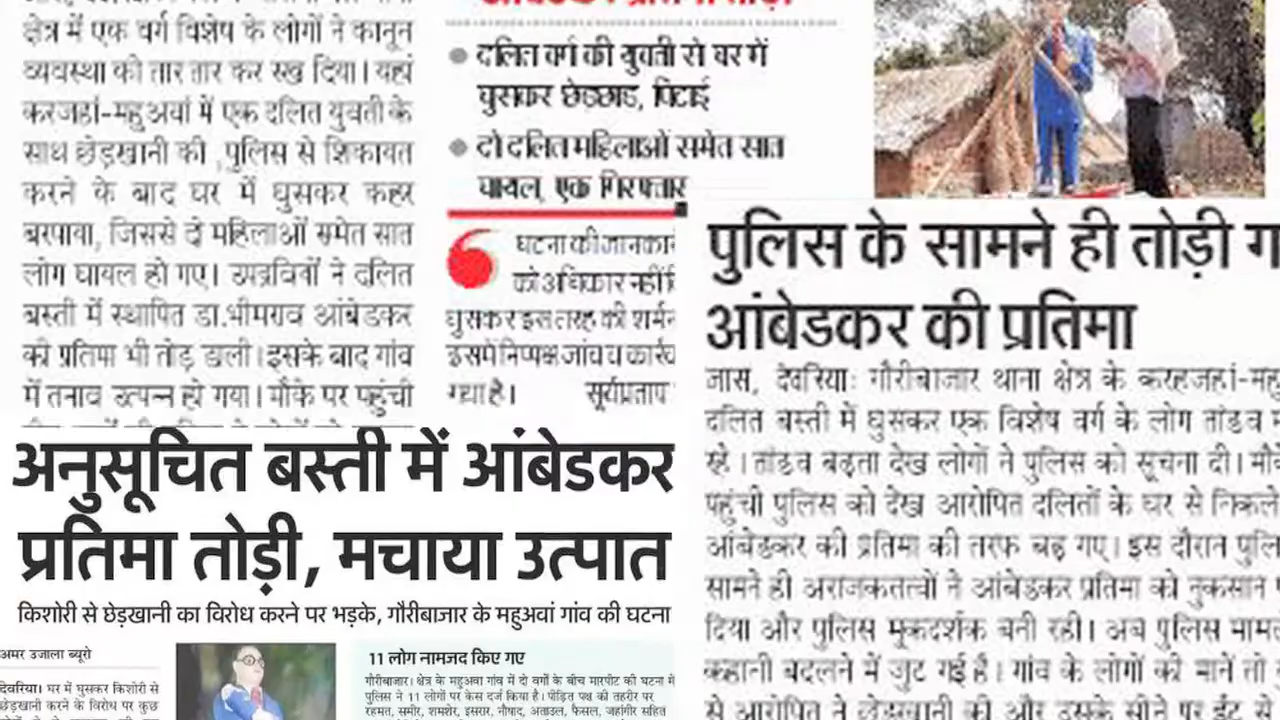 क्षेत्र में एक वर्ग विशेष के लोगों ने कानून
व्यवस्था को तार तार कर रख दिया। यहां
करजहां-महुअवां में एक दलित युवती के
साथ छेड़खानी की ,पुलिस से शिकायत
करने के बाद घर में घुसकर कहर
बरपाया, जिससे दो महिलाओं समेत सात
लोग घायल हो गए। उपद्रवियों ने दलित
बस्ती में स्थापित डा.भीमराव आंबेडकर
की प्रतिमा भी तोड़ डाली। इसके बाद गांव
में तनाव उत्पन्न हो गया। मौके पर पहुंची
दलित वर्ग की युवती से घर में
घुसकर छेड़छाड़, पिटाई
दो दलित महिलाओं समेत सात
घायल, एक गिरफ्तार
घटना की जानकार
को अधिकार नहीं
घुसकर इस तरह की शर्मन
इसमें निष्पक्ष जांच व कार्रव
गया है। सूर्यप्रताप
पुलिस के सामने ही तोड़ी ग
आंबेडकर की प्रतिमा
जास, देवरिया: गौरीबाजार थाना क्षेत्र के करहजहां-महु
दलित बस्ती में घुसकर एक विशेष वर्ग के लोग तांडव
रहे। तांडव बढ़ता देख लोगों ने पुलिस को सूचना दी। मौके
पहुंची पुलिस को देख आरोपित दलितों के घर से निकले
आंबेडकर की प्रतिमा की तरफ बढ़ गए। इस दौरान पुलि
सामने ही अराजकतत्वों ने आंबेडकर प्रतिमा को नुकसान
दिया और पुलिस मूकदर्शक बनी रही। अब पुलिस मामल
कहानी बदलने में जुट गई है। गांव के लोगों की मानें तो
से आरोपित ने छेड़खानी की और उसके सीने पर ईंट से
अनुसूचित बस्ती में आंबेडकर
प्रतिमा तोड़ी, मचाया उत्पात
किशोरी से छेड़खानी का विरोध करने पर भड़के, गौरीबाजार के महुअवां गांव की घटना
अमर उजाला ब्यूरो
देवरिया। घर में घुसकर किशोरी से
छेड़खानी करने के विरोध पर कुछ
11 लोग नामजद किए गए
गौरीबाजार। क्षेत्र के महुअवा गांव में दो वर्गों के बीच मारपीट की घटना में
पुलिस ने 11 लोगों पर केस दर्ज किया है। पीड़ित पक्ष की तहरीर पर
रहमत, समीर, शमशेर, इसरार, नौषाद, अताउल, फैसल, जहांगीर सहित